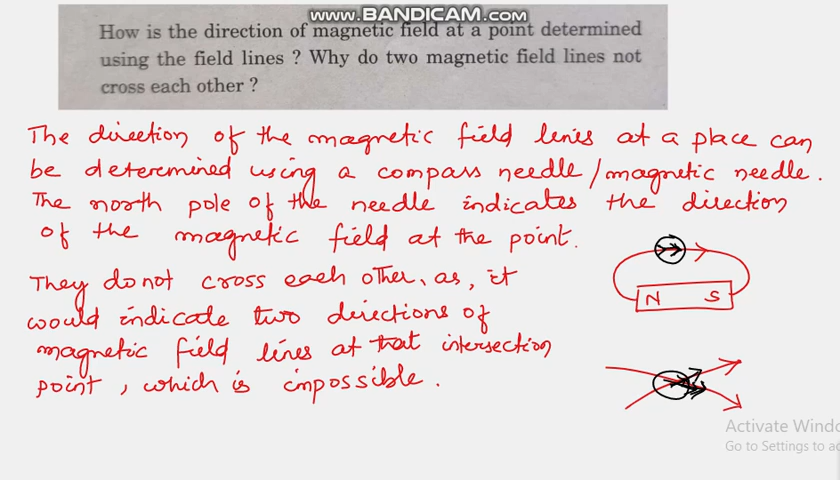 www.BANDICAM.com
How is the direction of magnetic field at a point determined
using the field lines ? Why do two magnetic field lines not
cross each other ?
The direction of the magnetic field lines at a place can
be determined using a compass needle/magnetic needle.
The north pole of the needle indicates the direction
of the magnetic field at the point.
They do not cross each other, as, it
would indicate two directions of
magnetic field lines at that intersection
point, which is impossible.
N S
Activate Windo
Go to Settings to ac